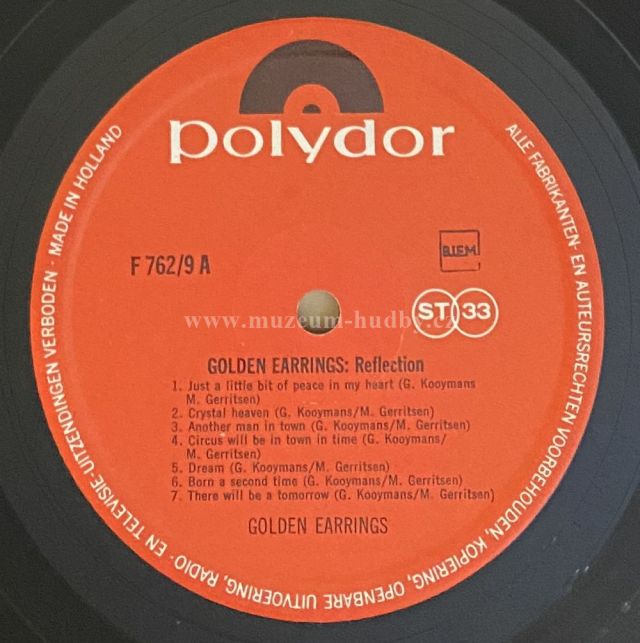 polydor
F 762/9 A
B.I.E.M.
ST 33
www.muzeum-hudby.cz
GOLDEN EARRINGS: Reflection
1. Just a little bit of peace in my heart (G. Kooymans
M. Gerritsen)
2. Crystal heaven (G. Kooymans/M. Gerritsen)
3. Another man in town (G. Kooymans/M. Gerritsen)
4. Circus will be in town in time (G. Kooymans/
M. Gerritsen)
5. Dream (G. Kooymans/M. Gerritsen)
6. Born a second time (G. Kooymans/M. Gerritsen)
7. There will be a tomorrow (G. Kooymans/M. Gerritsen)
GOLDEN EARRINGS
ALLE FABRIKANTEN- EN AUTEURSRECHTEN VOORBEHOUDEN, KOPIERING, OPENBARE UITVOERING, RADIO- EN TELEVISIE-UITZENDINGEN VERBODEN · MADE IN HOLLAND